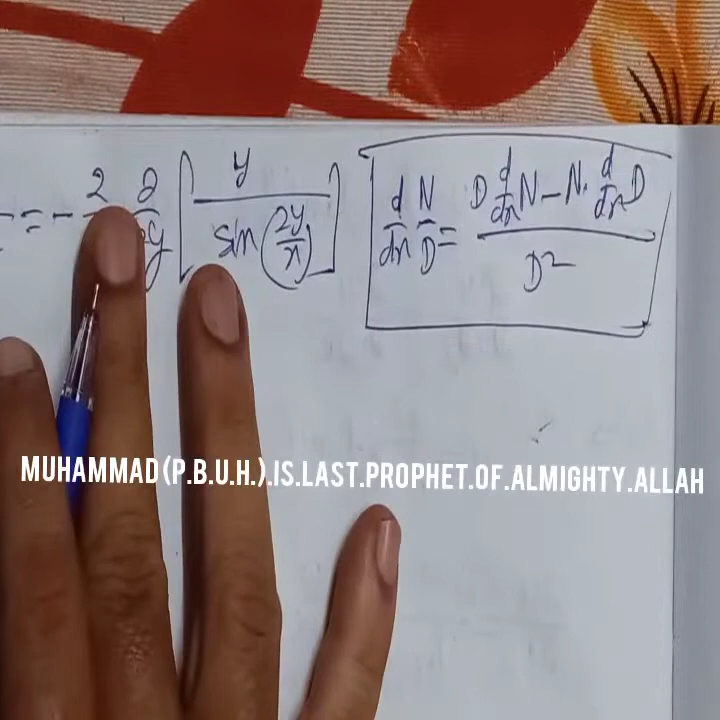 = - 2 ∂/∂y [ y / sin(2y/x) ]
d/dx N/D = (D d/dx N - N. d/dx D) / D²
MUHAMMAD(P.B.U.H.).IS.LAST.PROPHET.OF.ALMIGHTY.ALLAH